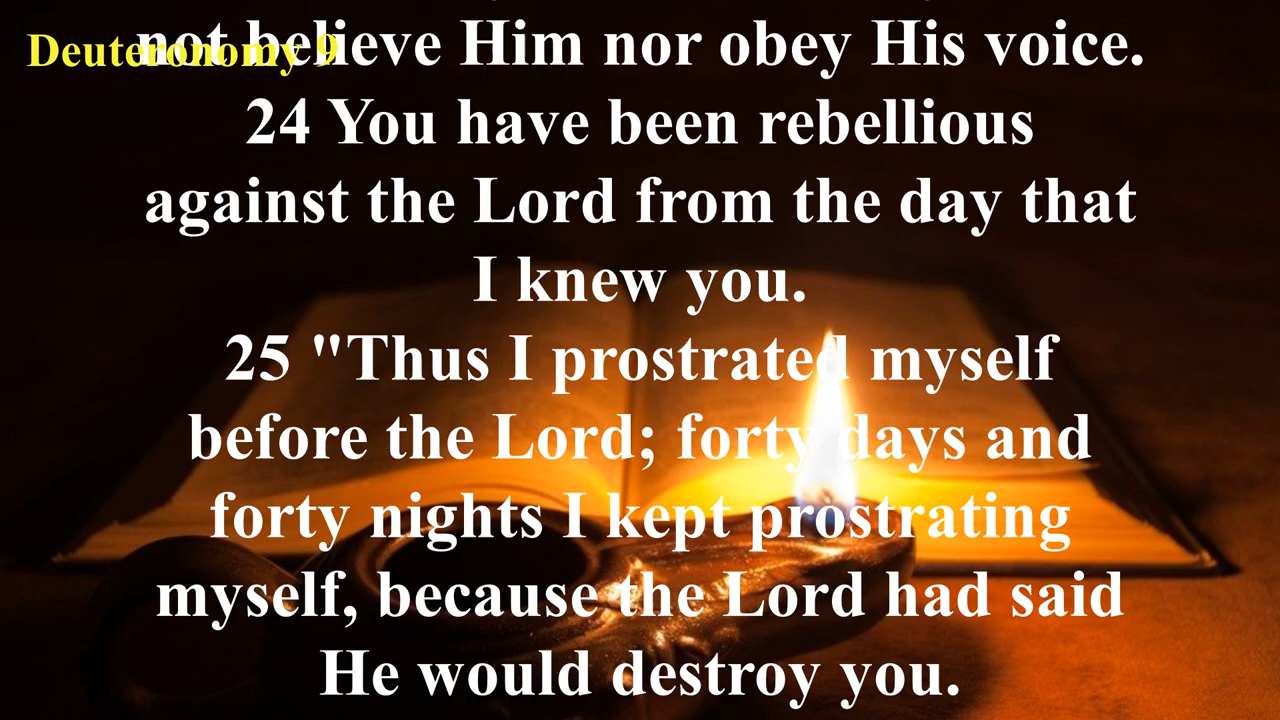 Deuteronomy 9
not believe Him nor obey His voice.
24 You have been rebellious
against the Lord from the day that
I knew you.
25 "Thus I prostrated myself
before the Lord; forty days and
forty nights I kept prostrating
myself, because the Lord had said
He would destroy you.